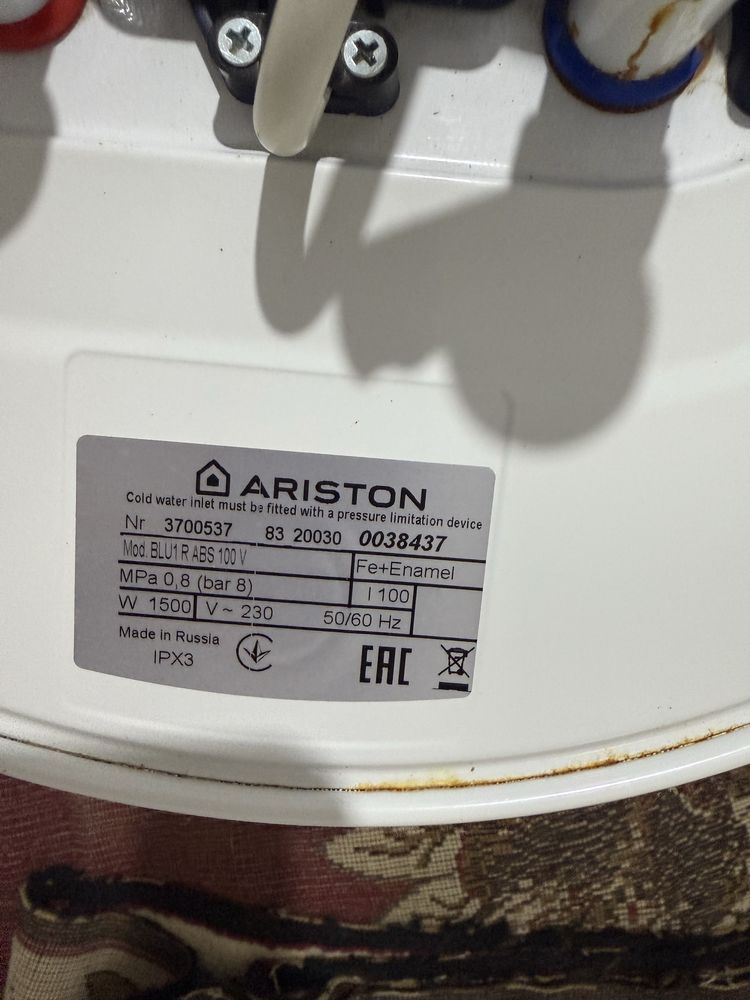 ARISTON
Cold water inlet must be fitted with a pressure limitation device
Nr 3700537 83 20030 0038437
Mod. BLU1 R ABS 100 V
Fe+Enamel
MPa 0,8 (bar 8)
l 100
W 1500 V~ 230 50/60 Hz
Made in Russia
IPX3
EAC